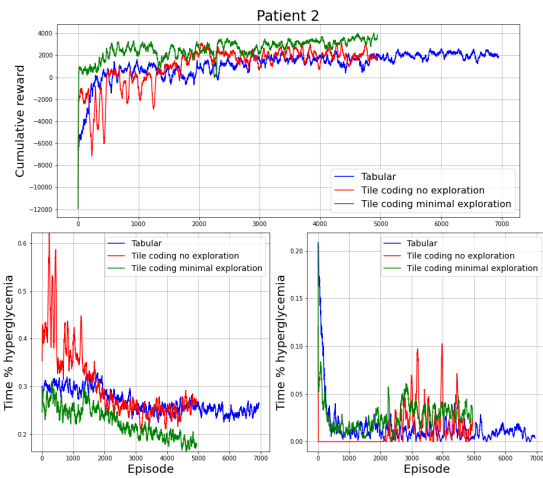 Patient 2
Cumulative reward
4000
2000
0
−2000
−4000
−6000
−8000
−10000
−12000
0 1000 2000 3000 4000 5000 6000 7000
Tabular
Tile coding no exploration
Tile coding minimal exploration
Time % hyperglycemia
0.6
0.5
0.4
0.3
0.2
0 1000 2000 3000 4000 5000 6000 7000
Episode
Tabular
Tile coding no exploration
Tile coding minimal exploration
Time % hyperglycemia
0.20
0.15
0.10
0.05
0.00
0 1000 2000 3000 4000 5000 6000 7000
Episode
Tabular
Tile coding no exploration
Tile coding minimal exploration